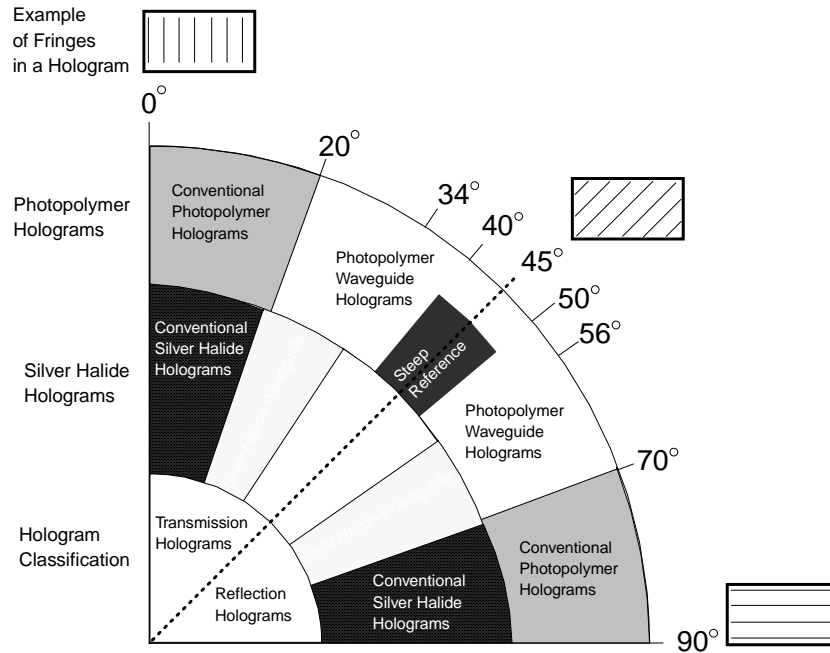 Example
of Fringes
in a Hologram
0°
20°
34°
40°
45°
50°
56°
70°
90°
Photopolymer
Holograms
Conventional
Photopolymer
Holograms
Photopolymer
Waveguide
Holograms
Silver Halide
Holograms
Conventional
Silver Halide
Holograms
Silver Halide Waveguide
Steep
Reference
Photopolymer
Waveguide
Holograms
Hologram
Classification
Transmission
Holograms
Reflection
Holograms
Silver Halide Waveguide
Conventional
Silver Halide
Holograms
Conventional
Photopolymer
Holograms